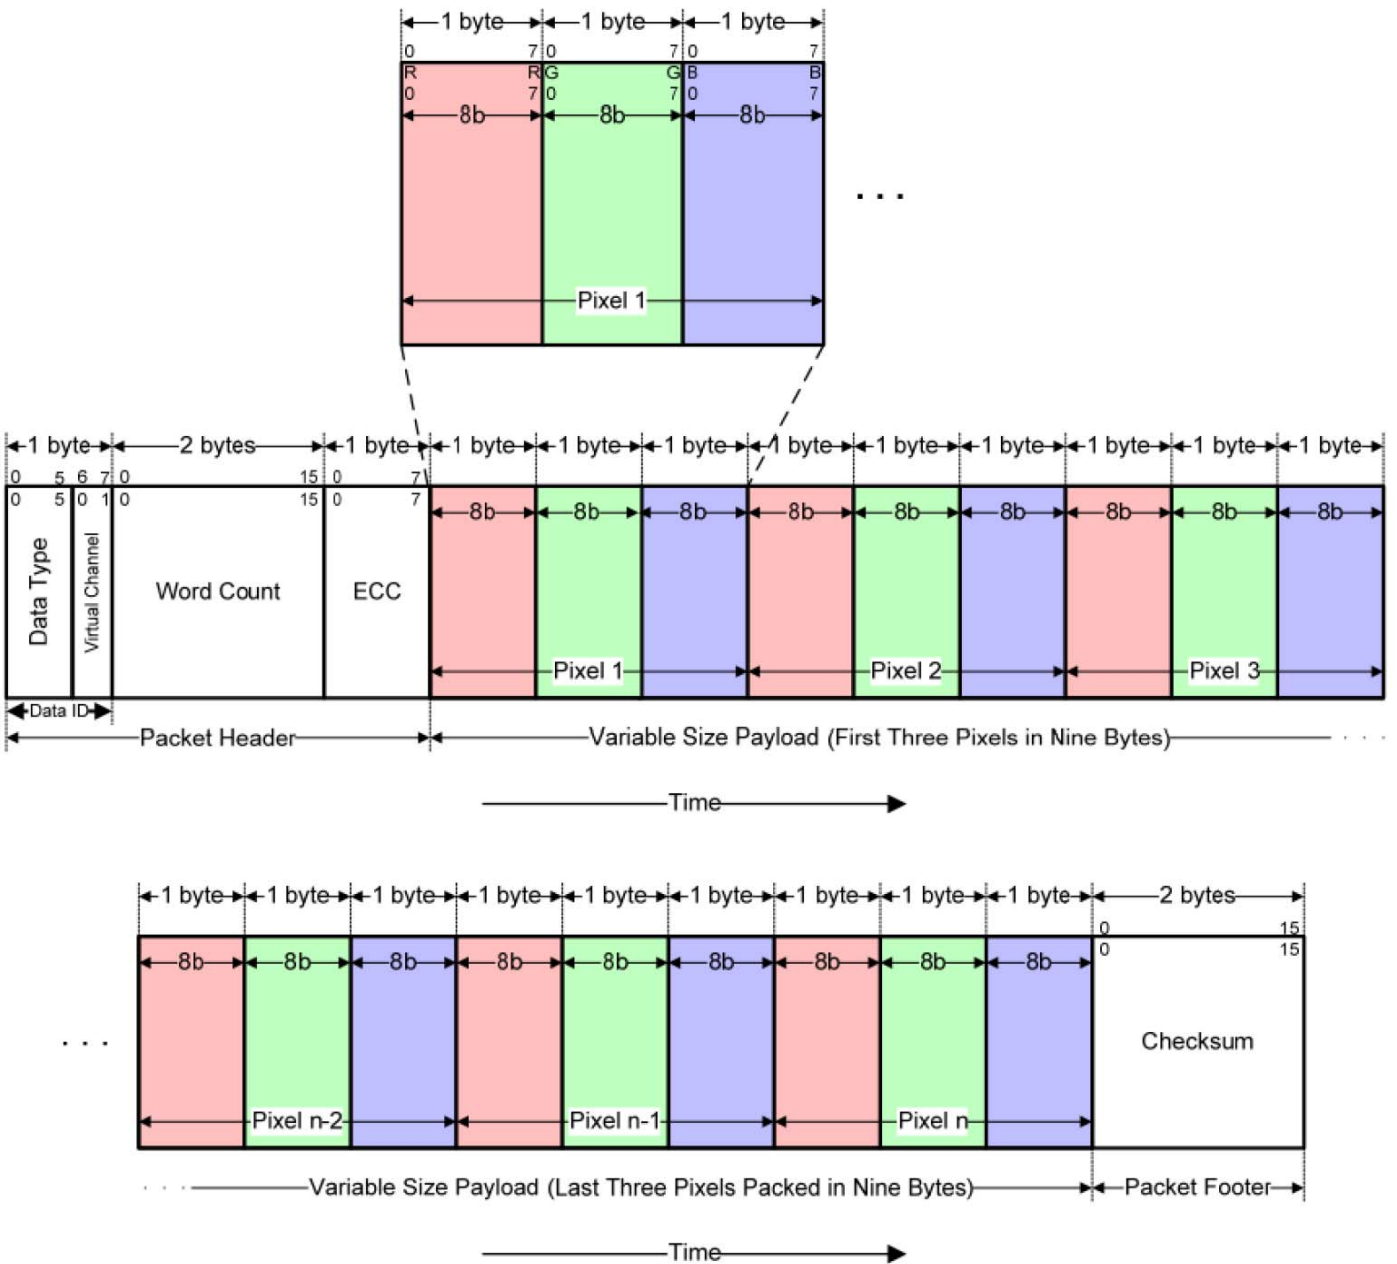 1 byte 1 byte 1 byte
0 7 0 7 0 7
R R G G B B
0 7 0 7 0 7
8b 8b 8b
. . .
Pixel 1
1 byte 2 bytes 1 byte 1 byte 1 byte 1 byte 1 byte 1 byte 1 byte 1 byte 1 byte 1 byte
0 5 6 7 0 15 0 7
0 5 0 1 0 15 0 7
8b 8b 8b 8b 8b 8b 8b 8b 8b
Data Type
Virtual Channel
Word Count
ECC
Pixel 1 Pixel 2 Pixel 3
Data ID
Packet Header
Variable Size Payload (First Three Pixels in Nine Bytes)
. . .
Time
1 byte 1 byte 1 byte 1 byte 1 byte 1 byte 1 byte 1 byte 1 byte 2 bytes
0 15
0 15
8b 8b 8b 8b 8b 8b 8b 8b 8b
. . .
Checksum
Pixel n-2 Pixel n-1 Pixel n
. . .
Variable Size Payload (Last Three Pixels Packed in Nine Bytes)
Packet Footer
Time